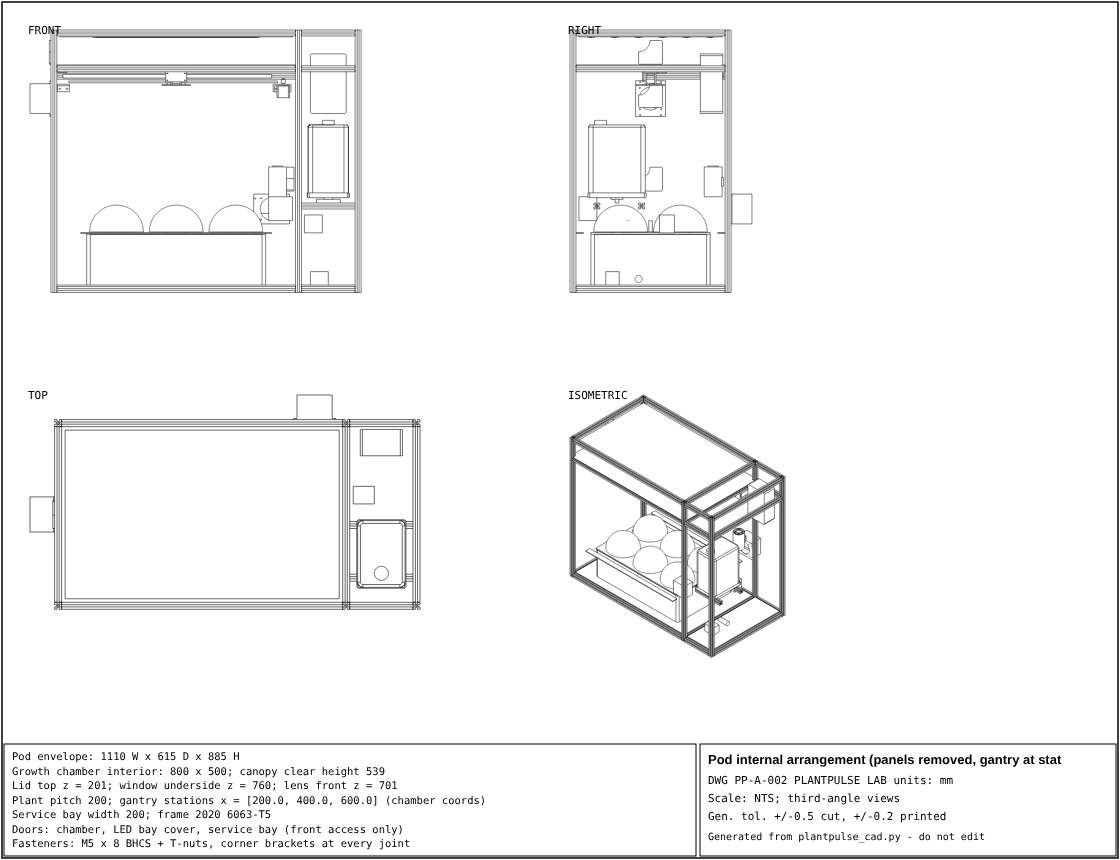 FRONT
RIGHT
TOP
ISOMETRIC
Pod envelope: 1110 W x 615 D x 885 H
Growth chamber interior: 800 x 500; canopy clear height 539
Lid top z = 201; window underside z = 760; lens front z = 701
Plant pitch 200; gantry stations x = [200.0, 400.0, 600.0] (chamber coords)
Service bay width 200; frame 2020 6063-T5
Doors: chamber, LED bay cover, service bay (front access only)
Fasteners: M5 x 8 BHCS + T-nuts, corner brackets at every joint
Pod internal arrangement (panels removed, gantry at stat
DWG PP-A-002 PLANTPULSE LAB units: mm
Scale: NTS; third-angle views
Gen. tol. +/-0.5 cut, +/-0.2 printed
Generated from plantpulse_cad.py - do not edit